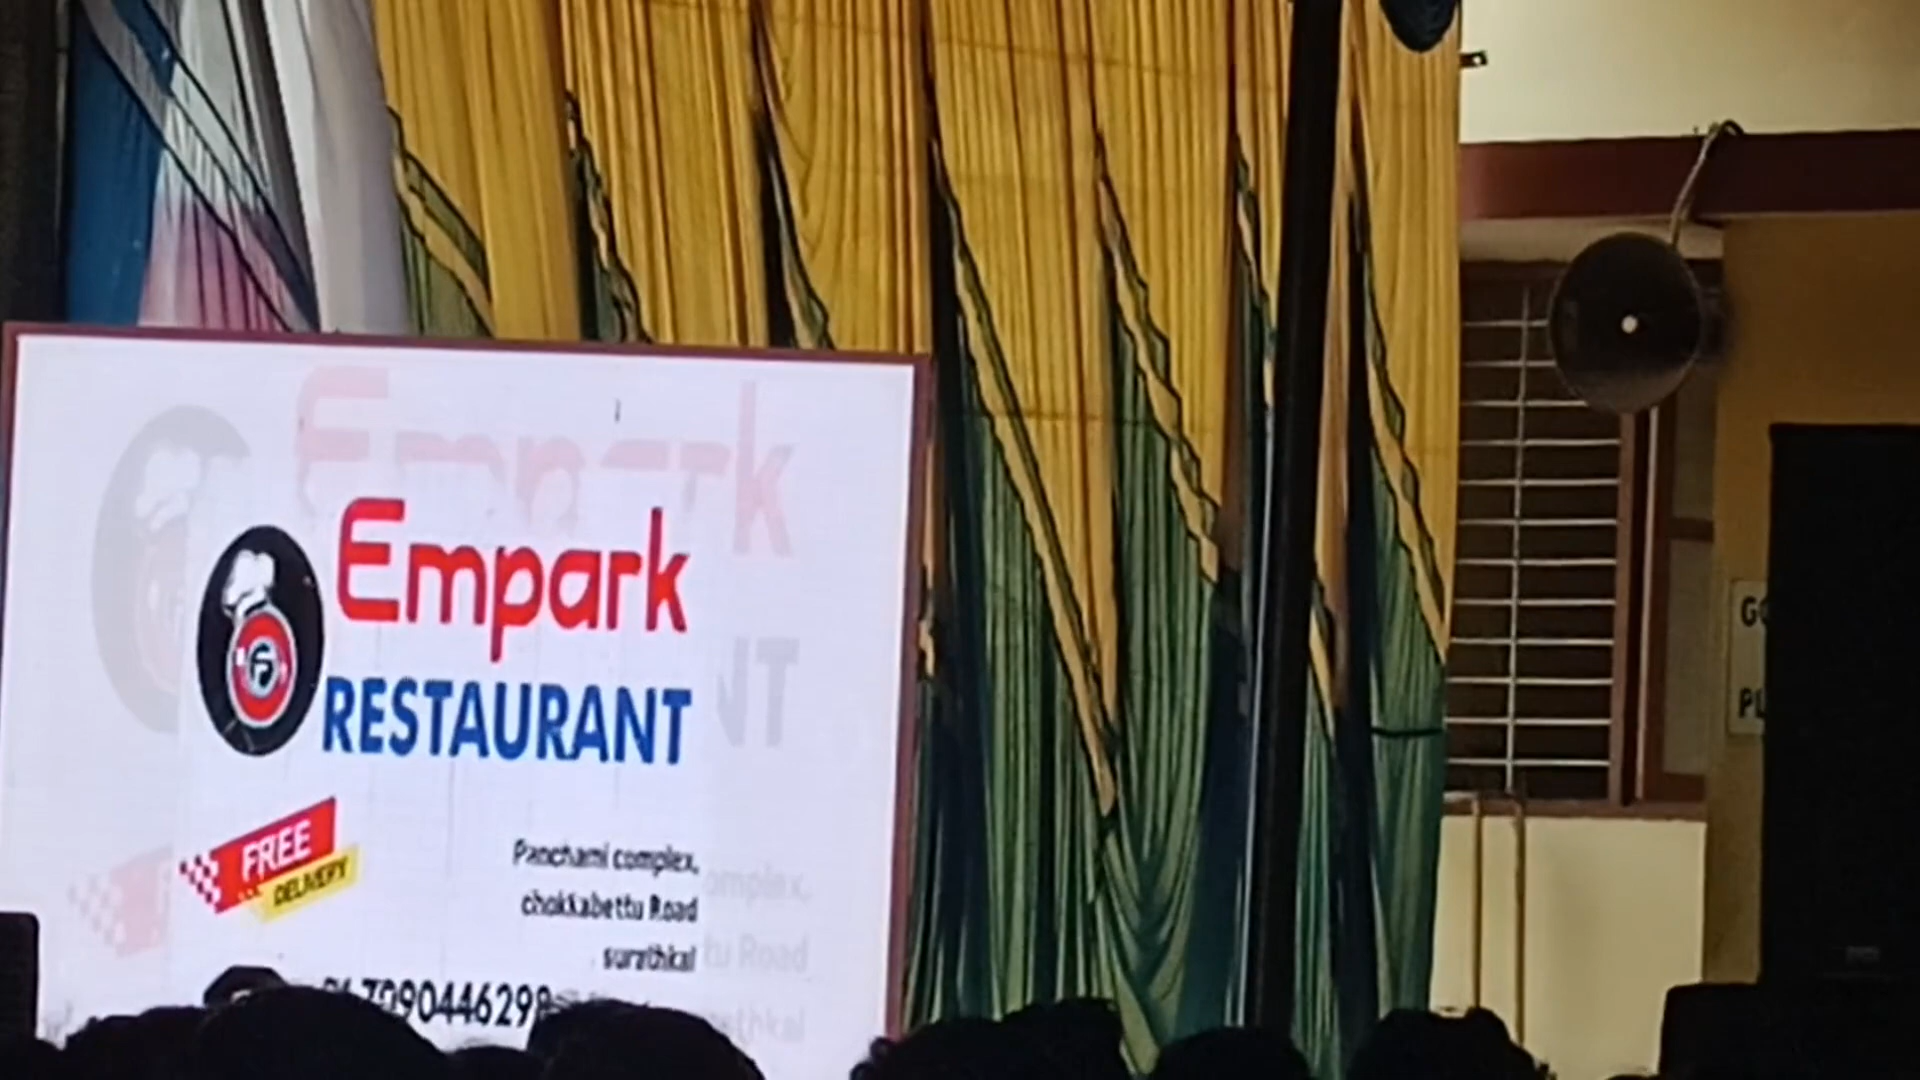 Empark
RESTAURANT
FREE
DELIVERY
Panchami complex,
chokkabettu Road
surathkal
7090446298